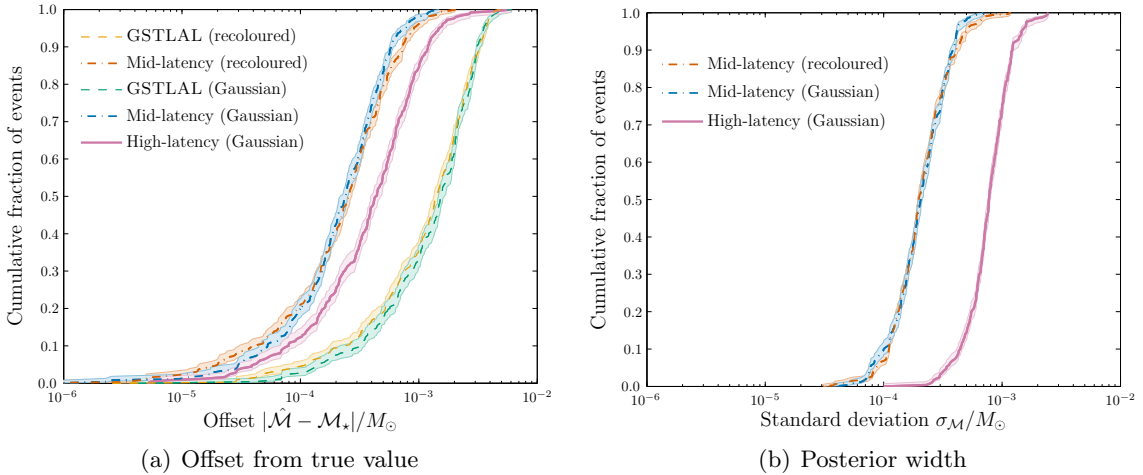 1.0
0.9
0.8
0.7
0.6
0.5
0.4
0.3
0.2
0.1
0.0
Cumulative fraction of events
GSTLAL (recoloured)
Mid-latency (recoloured)
GSTLAL (Gaussian)
Mid-latency (Gaussian)
High-latency (Gaussian)
10⁻⁶ 10⁻⁵ 10⁻⁴ 10⁻³ 10⁻²
Offset |ℳ̂ − ℳ⋆|/M⊙
(a) Offset from true value
1.0
0.9
0.8
0.7
0.6
0.5
0.4
0.3
0.2
0.1
0.0
Cumulative fraction of events
Mid-latency (recoloured)
Mid-latency (Gaussian)
High-latency (Gaussian)
10⁻⁶ 10⁻⁵ 10⁻⁴ 10⁻³ 10⁻²
Standard deviation σ_ℳ/M⊙
(b) Posterior width